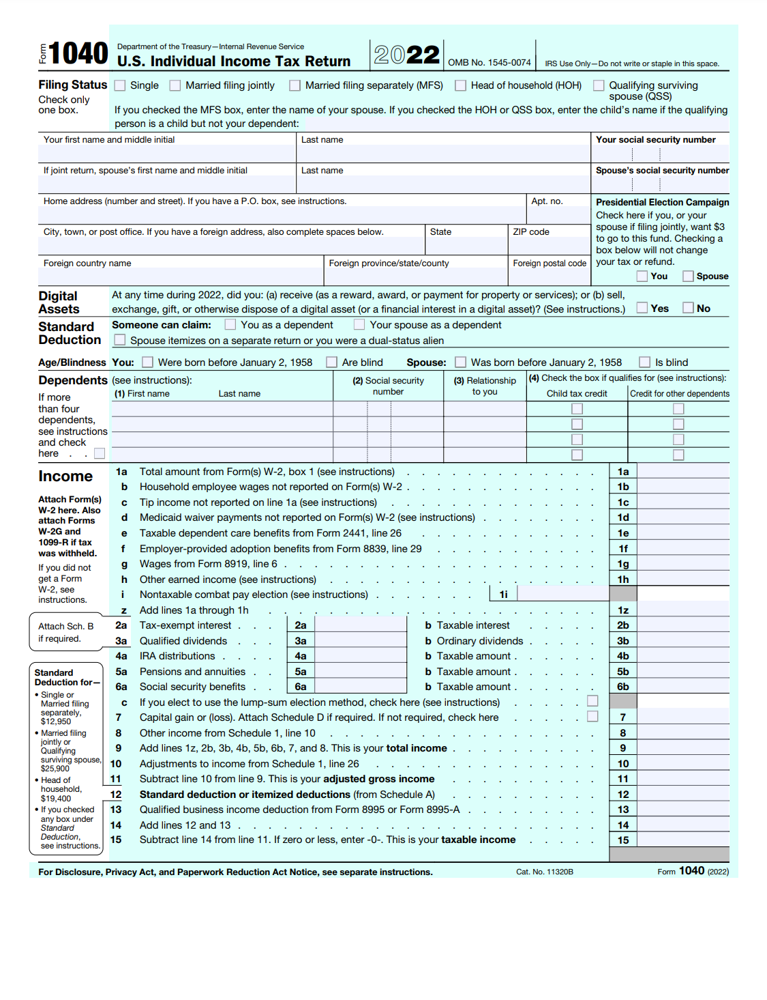 Form 1040 Department of the Treasury—Internal Revenue Service
U.S. Individual Income Tax Return 2022 OMB No. 1545-0074 IRS Use Only—Do not write or staple in this space.
Filing Status Single Married filing jointly Married filing separately (MFS) Head of household (HOH) Qualifying surviving spouse (QSS)
Check only
one box.
If you checked the MFS box, enter the name of your spouse. If you checked the HOH or QSS box, enter the child's name if the qualifying
person is a child but not your dependent:
Your first name and middle initial Last name Your social security number
If joint return, spouse's first name and middle initial Last name Spouse's social security number
Home address (number and street). If you have a P.O. box, see instructions. Apt. no.
City, town, or post office. If you have a foreign address, also complete spaces below. State ZIP code
Foreign country name Foreign province/state/county Foreign postal code
Presidential Election Campaign
Check here if you, or your
spouse if filing jointly, want $3
to go to this fund. Checking a
box below will not change
your tax or refund.
You Spouse
Digital
Assets
At any time during 2022, did you: (a) receive (as a reward, award, or payment for property or services); or (b) sell,
exchange, gift, or otherwise dispose of a digital asset (or a financial interest in a digital asset)? (See instructions.) Yes No
Standard
Deduction
Someone can claim: You as a dependent Your spouse as a dependent
Spouse itemizes on a separate return or you were a dual-status alien
Age/Blindness You: Were born before January 2, 1958 Are blind Spouse: Was born before January 2, 1958 Is blind
Dependents (see instructions):
(1) First name Last name
(2) Social security
number
(3) Relationship
to you
(4) Check the box if qualifies for (see instructions):
Child tax credit Credit for other dependents
If more
than four
dependents,
see instructions
and check
here . .
Income
Attach Form(s)
W-2 here. Also
attach Forms
W-2G and
1099-R if tax
was withheld.
If you did not
get a Form
W-2, see
instructions.
1a Total amount from Form(s) W-2, box 1 (see instructions) 1a
b Household employee wages not reported on Form(s) W-2 1b
c Tip income not reported on line 1a (see instructions) 1c
d Medicaid waiver payments not reported on Form(s) W-2 (see instructions) 1d
e Taxable dependent care benefits from Form 2441, line 26 1e
f Employer-provided adoption benefits from Form 8839, line 29 1f
g Wages from Form 8919, line 6 1g
h Other earned income (see instructions) 1h
i Nontaxable combat pay election (see instructions) 1i
z Add lines 1a through 1h 1z
Attach Sch. B
if required.
2a Tax-exempt interest 2a b Taxable interest 2b
3a Qualified dividends 3a b Ordinary dividends 3b
4a IRA distributions 4a b Taxable amount 4b
5a Pensions and annuities 5a b Taxable amount 5b
6a Social security benefits 6a b Taxable amount 6b
c If you elect to use the lump-sum election method, check here (see instructions)
7 Capital gain or (loss). Attach Schedule D if required. If not required, check here 7
8 Other income from Schedule 1, line 10 8
9 Add lines 1z, 2b, 3b, 4b, 5b, 6b, 7, and 8. This is your total income 9
10 Adjustments to income from Schedule 1, line 26 10
11 Subtract line 10 from line 9. This is your adjusted gross income 11
12 Standard deduction or itemized deductions (from Schedule A) 12
13 Qualified business income deduction from Form 8995 or Form 8995-A 13
14 Add lines 12 and 13 14
15 Subtract line 14 from line 11. If zero or less, enter -0-. This is your taxable income 15
Standard
Deduction for—
• Single or
Married filing
separately,
$12,950
• Married filing
jointly or
Qualifying
surviving spouse,
$25,900
• Head of
household,
$19,400
• If you checked
any box under
Standard
Deduction,
see instructions.
For Disclosure, Privacy Act, and Paperwork Reduction Act Notice, see separate instructions. Cat. No. 11320B Form 1040 (2022)